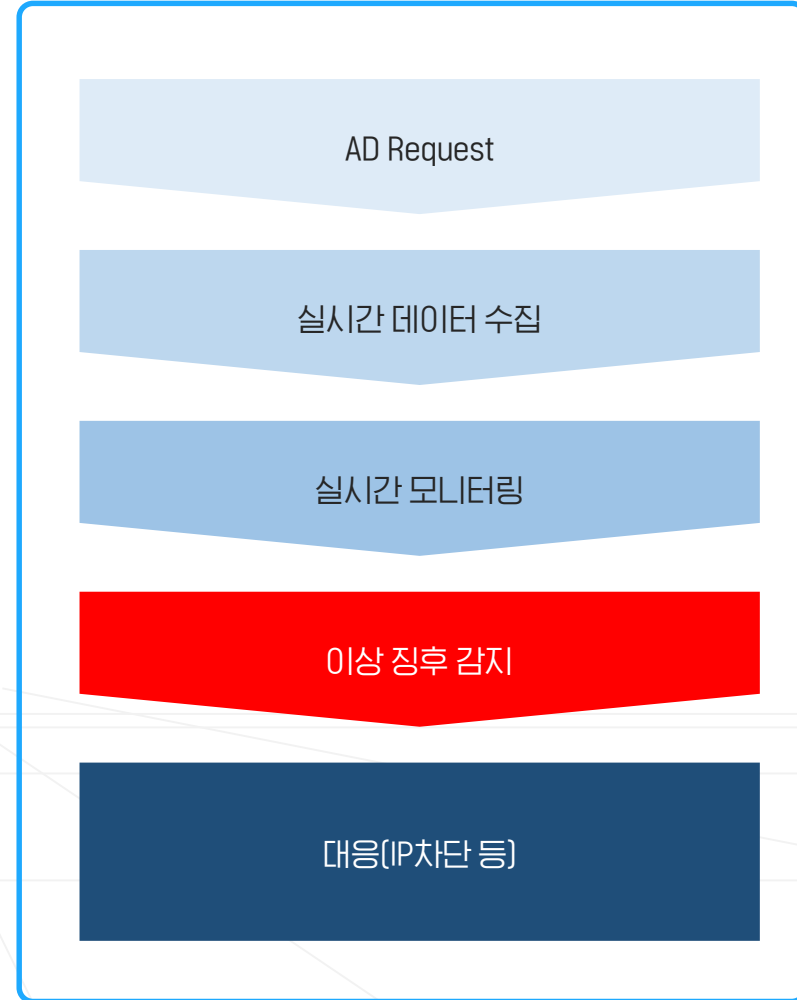 AD Request
실시간 데이터 수집
실시간 모니터링
이상 징후 감지
대응(IP차단 등)